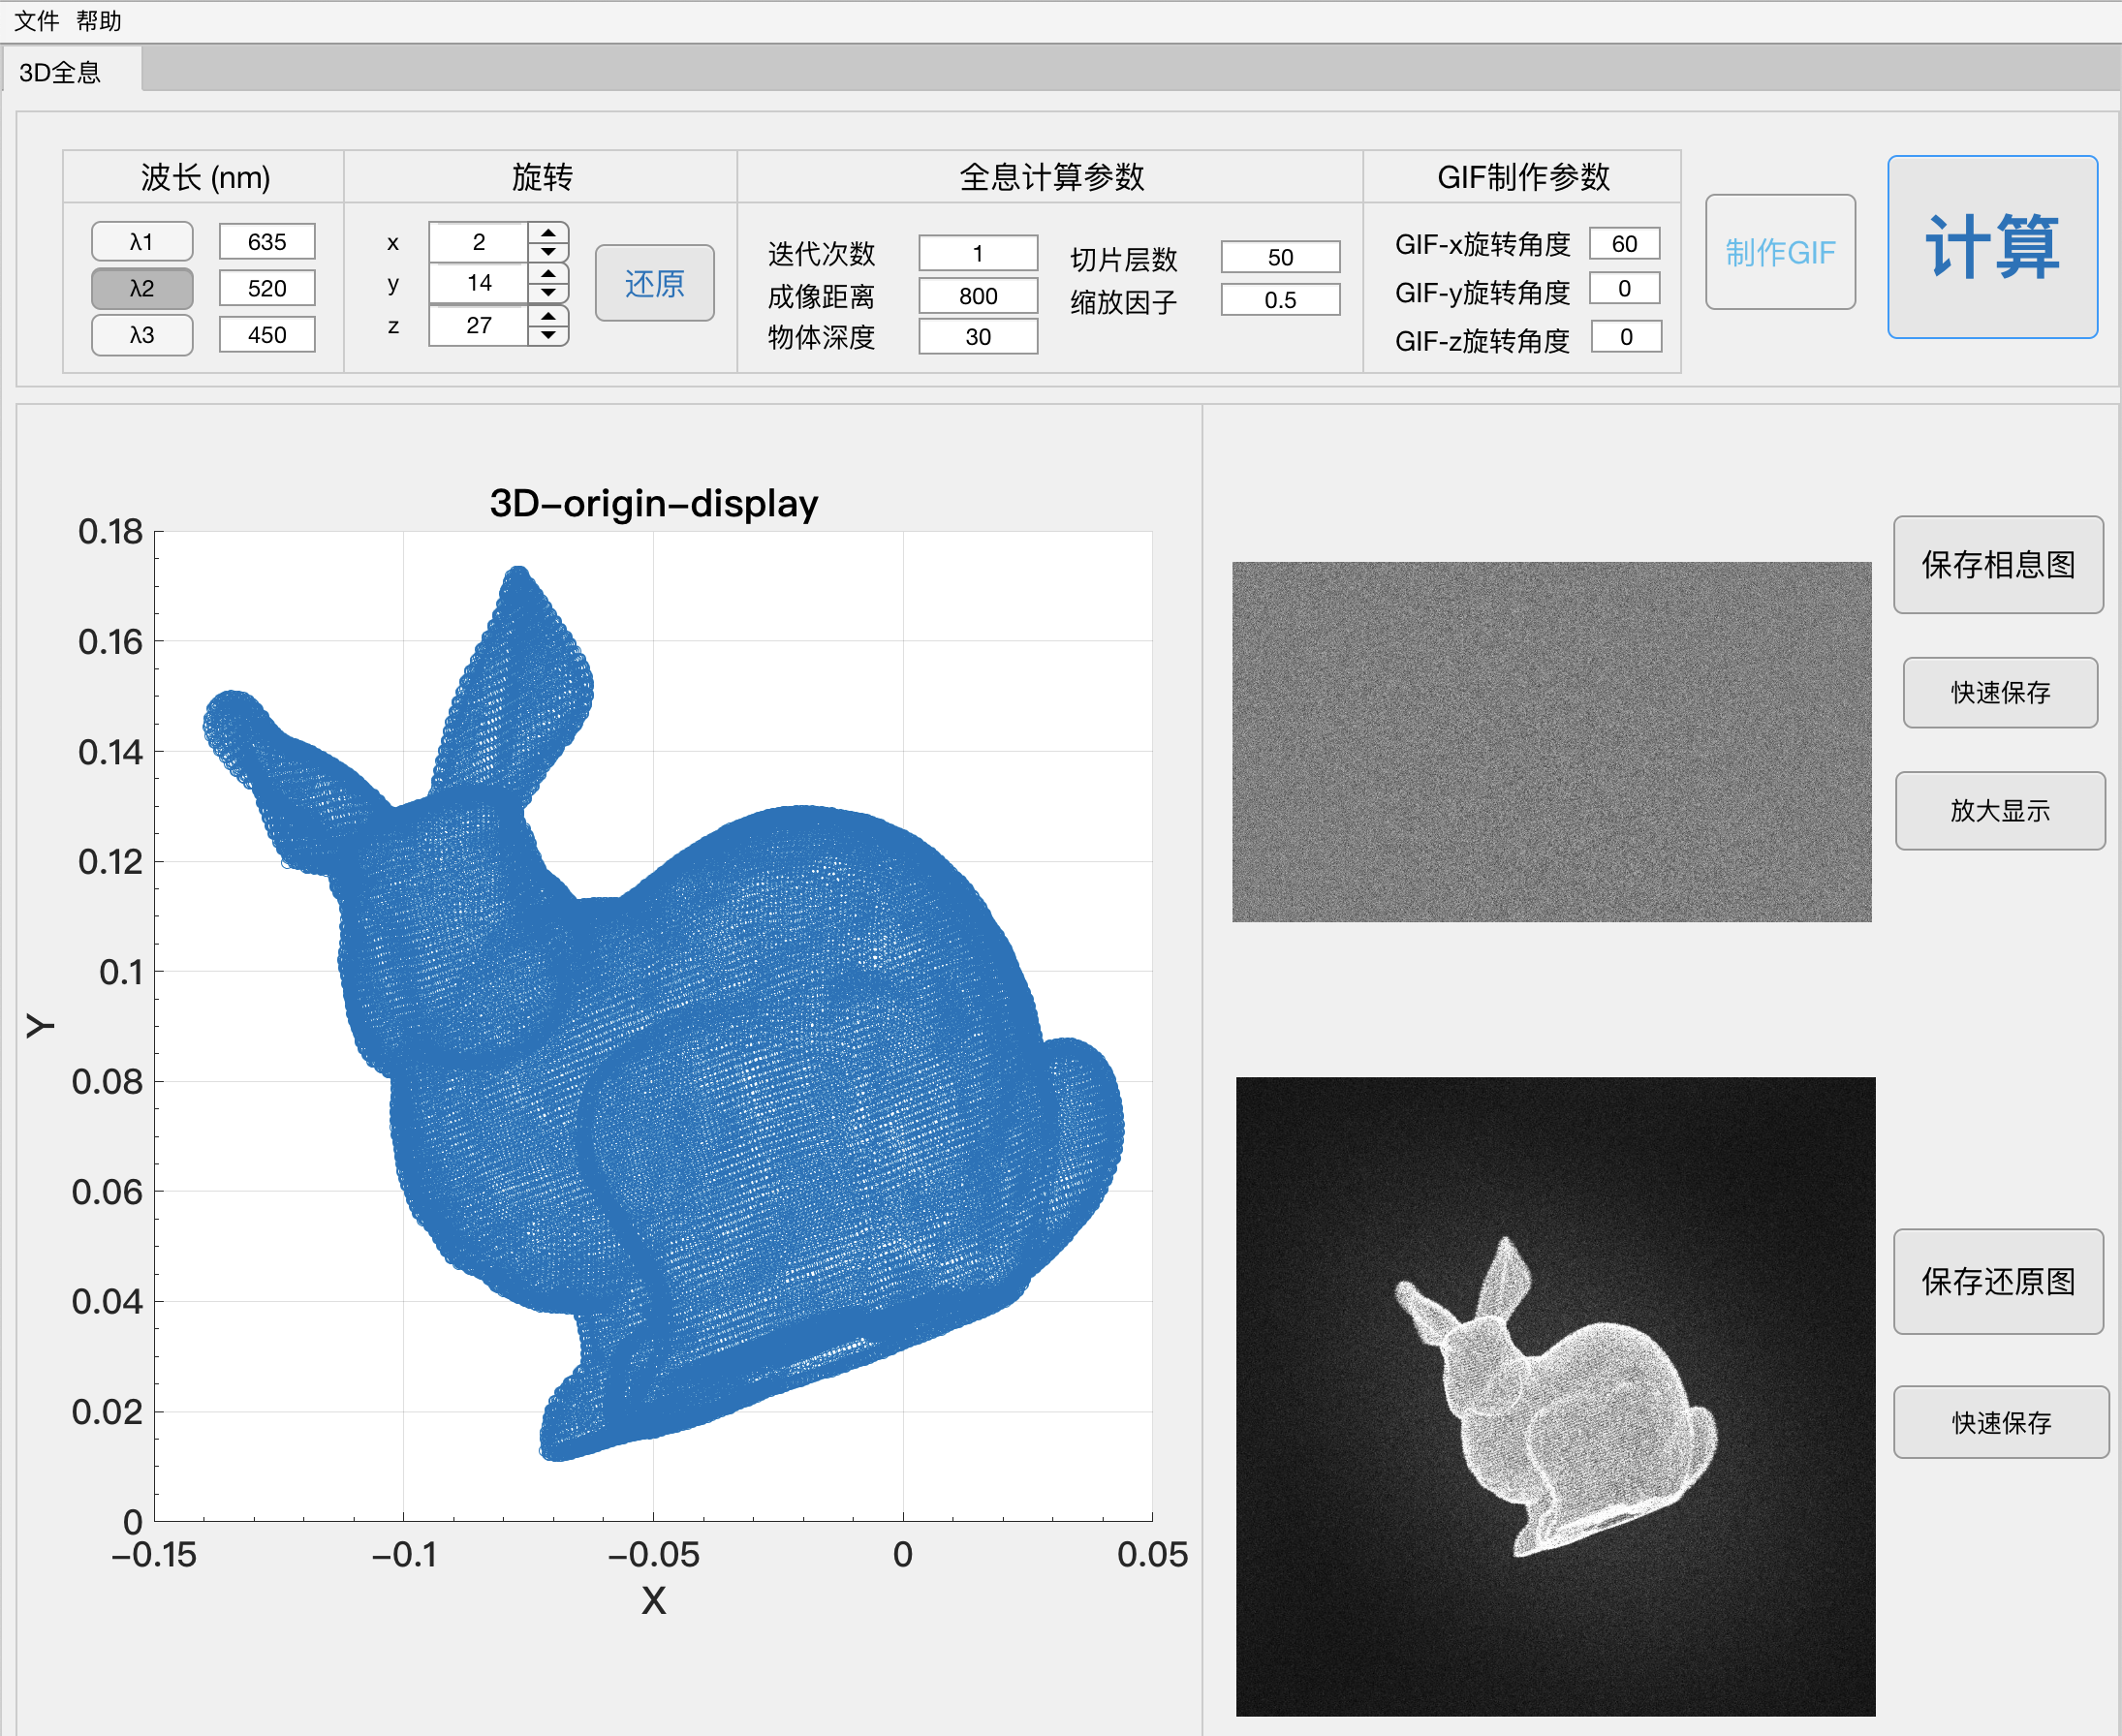 文件 帮助
3D全息
波长 (nm)
λ1 635
λ2 520
λ3 450
旋转
x 2
y 14
z 27
还原
全息计算参数
迭代次数 1
成像距离 800
物体深度 30
切片层数 50
缩放因子 0.5
GIF制作参数
GIF-x旋转角度 60
GIF-y旋转角度 0
GIF-z旋转角度 0
制作GIF
计算
3D−origin−display
0.18
0.16
0.14
0.12
0.1
0.08
0.06
0.04
0.02
0
Y
−0.15 −0.1 −0.05 0 0.05
X
保存相息图
快速保存
放大显示
保存还原图
快速保存